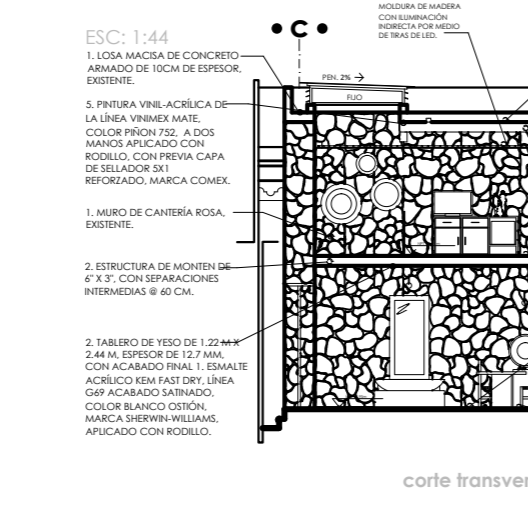 MOLDURA DE MADERA
CON ILUMINACIÓN
INDIRECTA POR MEDIO
DE TIRAS DE LED.
• C •
ESC: 1:44
1. LOSA MACISA DE CONCRETO
ARMADO DE 10CM DE ESPESOR,
EXISTENTE.
PEN. 2%
FIJO
5. PINTURA VINIL-ACRÍLICA DE
LA LÍNEA VINIMEX MATE,
COLOR PIÑON 752, A DOS
MANOS APLICADO CON
RODILLO, CON PREVIA CAPA
DE SELLADOR 5X1
REFORZADO, MARCA COMEX.
1. MURO DE CANTERÍA ROSA,
EXISTENTE.
2. ESTRUCTURA DE MONTEN DE
6" X 3", CON SEPARACIONES
INTERMEDIAS @ 60 CM.
2. TABLERO DE YESO DE 1.22 M X
2.44 M, ESPESOR DE 12.7 MM,
CON ACABADO FINAL 1. ESMALTE
ACRÍLICO KEM FAST DRY, LÍNEA
G69 ACABADO SATINADO,
COLOR BLANCO OSTIÓN,
MARCA SHERWIN-WILLIAMS,
APLICADO CON RODILLO.
corte transver